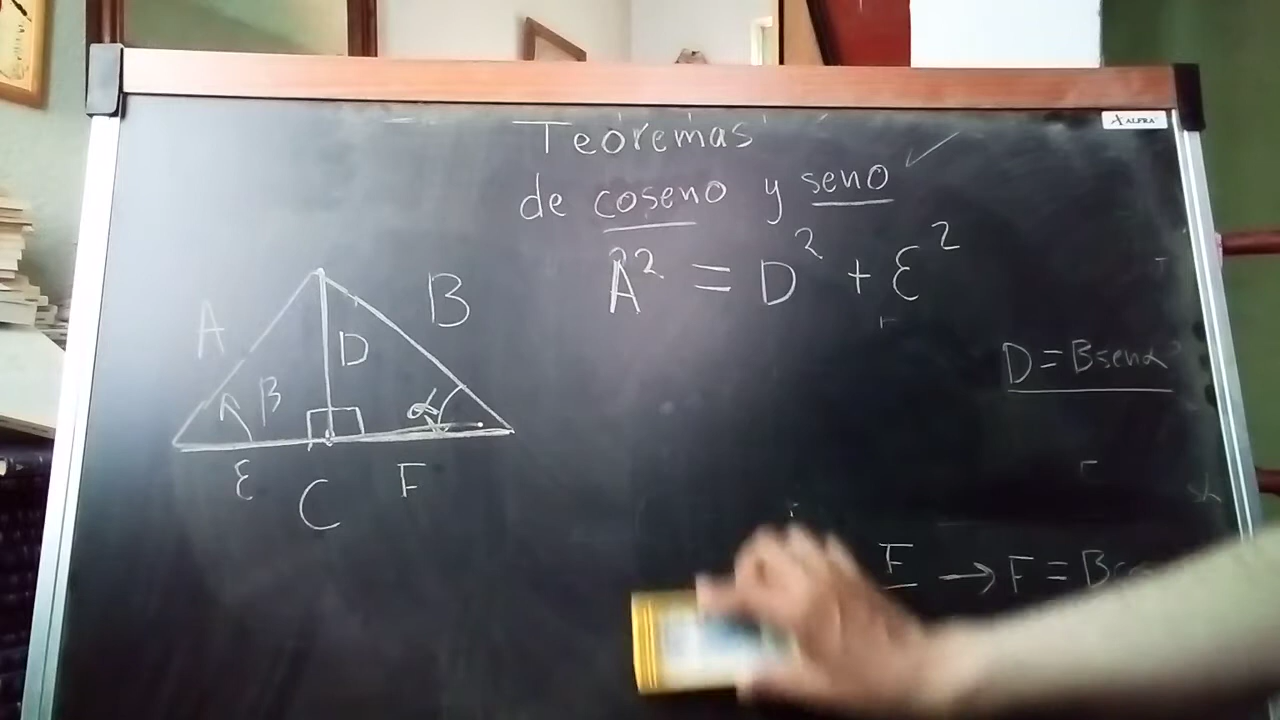 Teoremas
de coseno y seno ✓
A² = D² + E²
ALFRA
A
B
D
β
α
E
C
F
D = Bsenα
F → F = B